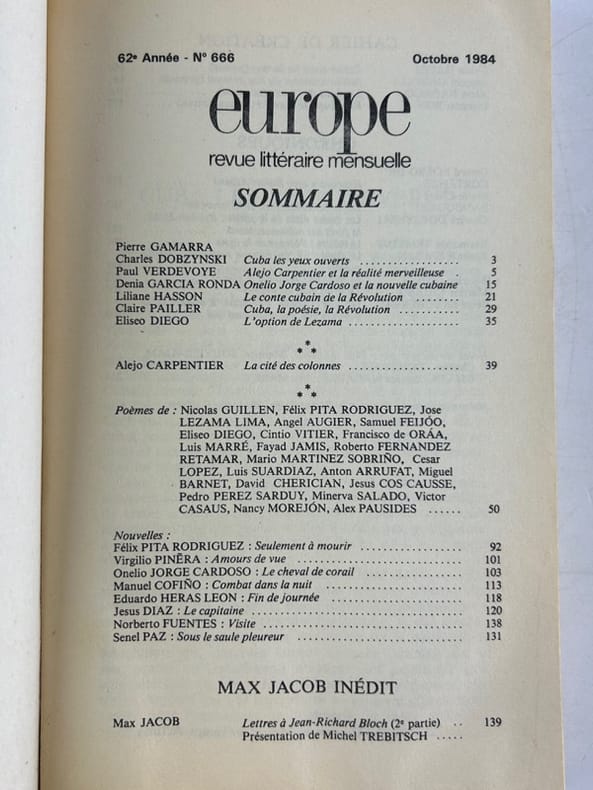 62e Année - N° 666 Octobre 1984
europe
revue littéraire mensuelle
SOMMAIRE
Pierre GAMARRA
Charles DOBZYNSKI Cuba les yeux ouverts .................. 3
Paul VERDEVOYE Alejo Carpentier et la réalité merveilleuse . 5
Denia GARCIA RONDA Onelio Jorge Cardoso et la nouvelle cubaine 15
Liliane HASSON Le conte cubain de la Révolution ........ 21
Claire PAILLER Cuba, la poésie, la Révolution ........... 29
Eliseo DIEGO L'option de Lezama .................... 35
***
Alejo CARPENTIER La cité des colonnes .................... 39
***
Poèmes de : Nicolas GUILLEN, Félix PITA RODRIGUEZ, Jose
LEZAMA LIMA, Angel AUGIER, Samuel FEIJÓO,
Eliseo DIEGO, Cintio VITIER, Francisco de ORÁA,
Luis MARRÉ, Fayad JAMIS, Roberto FERNANDEZ
RETAMAR, Mario MARTINEZ SOBRIÑO, Cesar
LOPEZ, Luis SUARDIAZ, Anton ARRUFAT, Miguel
BARNET, David CHERICIAN, Jesus COS CAUSSE,
Pedro PEREZ SARDUY, Minerva SALADO, Victor
CASAUS, Nancy MOREJÓN, Alex PAUSIDES ...... 50
Nouvelles :
Félix PITA RODRIGUEZ : Seulement à mourir .................. 92
Virgilio PINÊRA : Amours de vue ............................... 101
Onelio JORGE CARDOSO : Le cheval de corail ................. 103
Manuel COFIÑO : Combat dans la nuit .......................... 113
Eduardo HERAS LEON : Fin de journée ......................... 118
Jesus DIAZ : Le capitaine ........................................ 120
Norberto FUENTES : Visite ...................................... 138
Senel PAZ : Sous le saule pleureur .............................. 131
MAX JACOB INÉDIT
Max JACOB Lettres à Jean-Richard Bloch (2e partie) .. 139
Présentation de Michel TREBITSCH .....